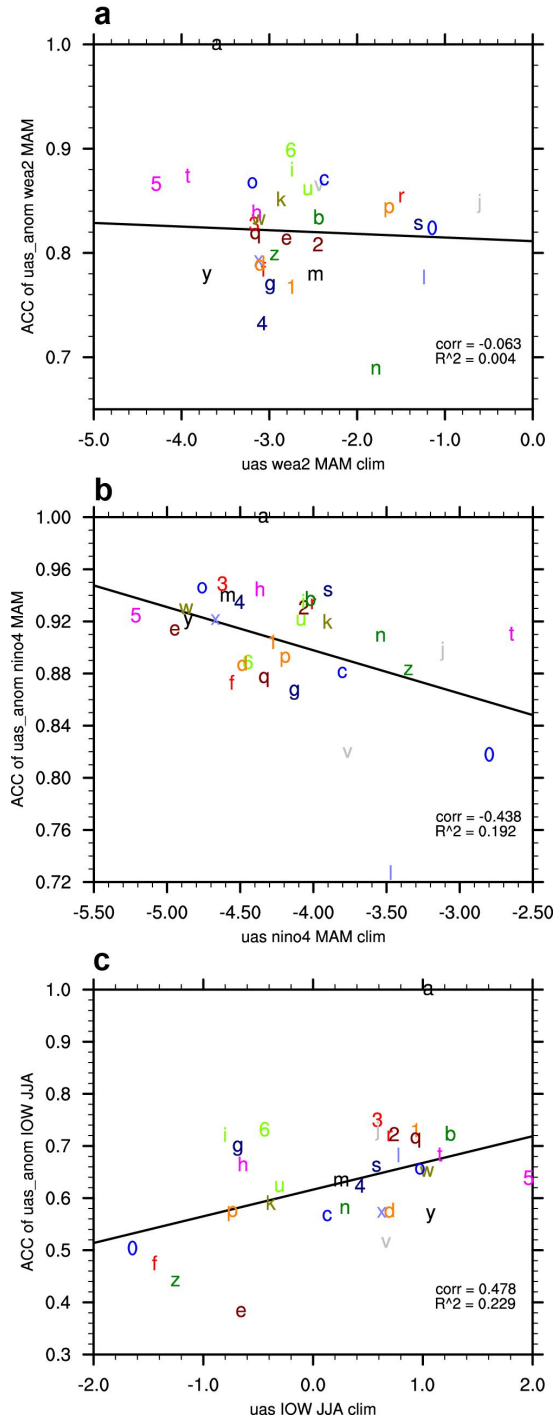 a
a
1.0
6
t
5
o
c
v
u
k
r
p
j
h
b
s
0
3
w
q
e
2
z
x
d
f
y
m
l
g
1
4
n
0.9
0.8
0.7
ACC of uas_anom wea2 MAM
corr = -0.063
R^2 = 0.004
-5.0 -4.0 -3.0 -2.0 -1.0 0.0
uas wea2 MAM clim
b
a
1.00
o
3
m
4
h
s
b
2
r
5
w
y
x
e
u
k
n
t
1
p
d
6
j
z
c
f
q
g
v
0
l
0.96
0.92
0.88
0.84
0.80
0.76
0.72
ACC of uas_anom nino4 MAM
corr = -0.438
R^2 = 0.192
-5.50 -5.00 -4.50 -4.00 -3.50 -3.00 -2.50
uas nino4 MAM clim
c
a
1.0
i
6
g
h
3
j
r
2
1
q
b
l
t
s
o
w
5
u
k
p
m
4
n
c
x
d
y
v
0
f
z
e
0.9
0.8
0.7
0.6
0.5
0.4
0.3
ACC of uas_anom IOW JJA
corr = 0.478
R^2 = 0.229
-2.0 -1.0 0.0 1.0 2.0
uas IOW JJA clim